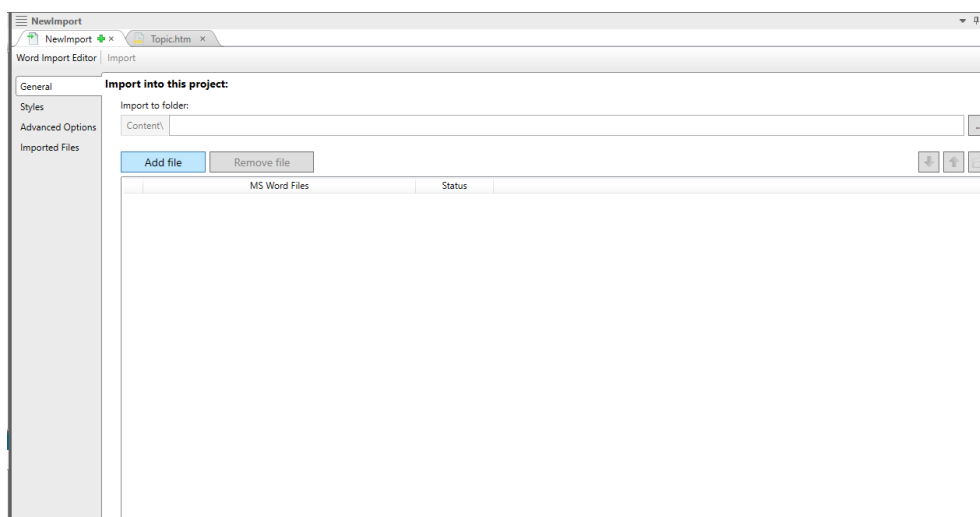 NewImport
NewImport Topic.htm
Word Import Editor Import
General
Styles
Advanced Options
Imported Files
Import into this project:
Import to folder:
Content\
Add file Remove file
MS Word Files Status